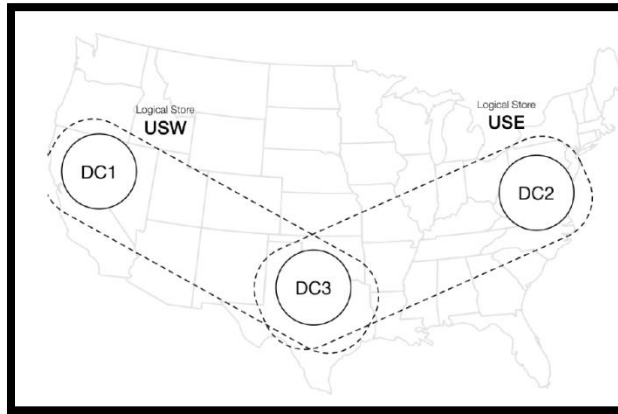 Logical Store
USW
Logical Store
USE
DC1
DC2
DC3